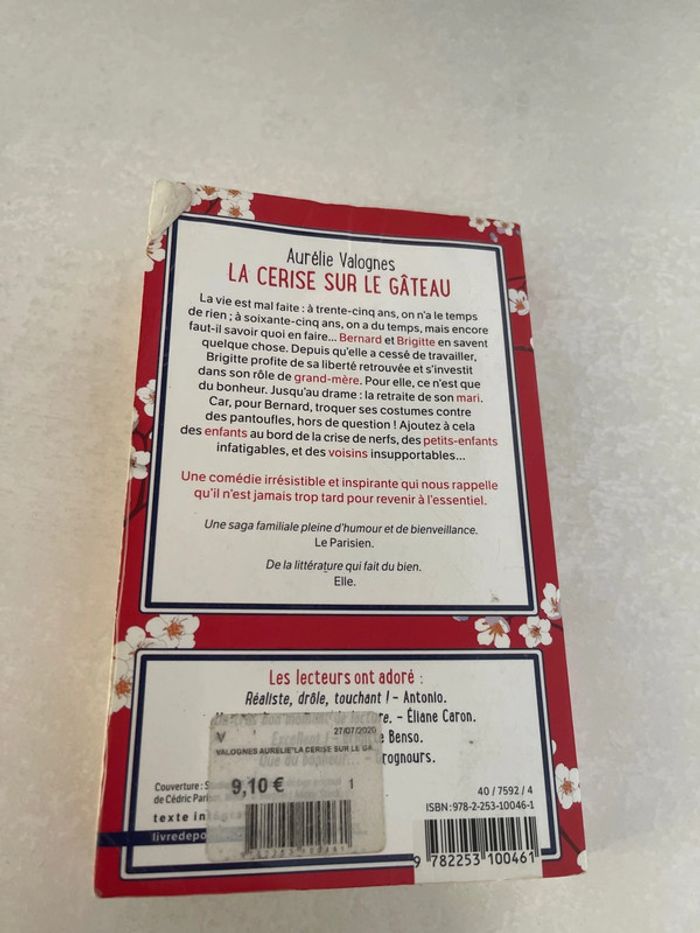 Aurélie Valognes
LA CERISE SUR LE GÂTEAU
La vie est mal faite : à trente-cinq ans, on n'a le temps
de rien ; à soixante-cinq ans, on a du temps, mais encore
faut-il savoir quoi en faire... Bernard et Brigitte en savent
quelque chose. Depuis qu'elle a cessé de travailler,
Brigitte profite de sa liberté retrouvée et s'investit
dans son rôle de grand-mère. Pour elle, ce n'est que
du bonheur. Jusqu'au drame : la retraite de son mari.
Car, pour Bernard, troquer ses costumes contre
des pantoufles, hors de question ! Ajoutez à cela
des enfants au bord de la crise de nerfs, des petits-enfants
infatigables, et des voisins insupportables...
Une comédie irrésistible et inspirante qui nous rappelle
qu'il n'est jamais trop tard pour revenir à l'essentiel.
Une saga familiale pleine d'humour et de bienveillance.
Le Parisien.
De la littérature qui fait du bien.
Elle.
Les lecteurs ont adoré :
Réaliste, drôle, touchant ! – Antonio.
– Éliane Caron.
Benso.
V
27/07/2020
VALOGNES AURELIE*LA CERISE SUR LE GA
9,10 €
1
Couverture :
de Cédric
texte
40 / 7592 / 4
ISBN : 978-2-253-10046-1
9 782253 100461